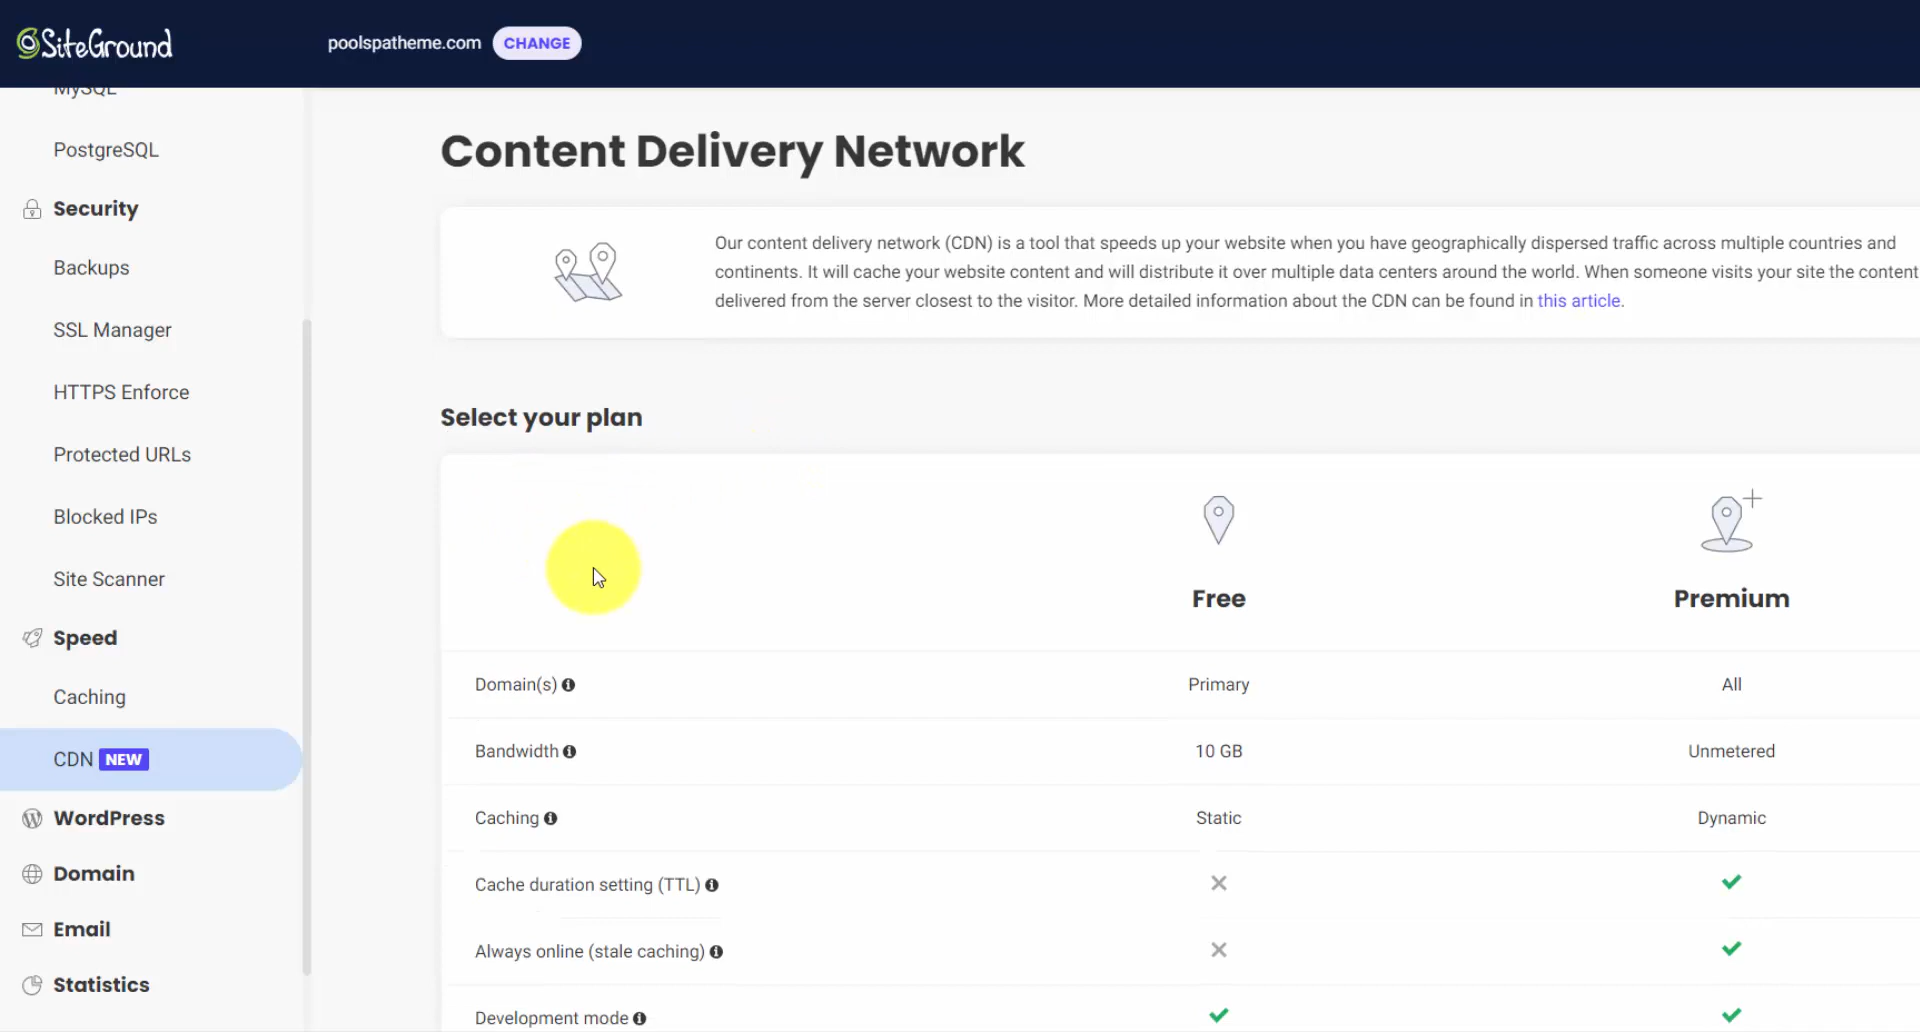 SiteGround
poolspatheme.com CHANGE
MySQL
PostgreSQL
Security
Backups
SSL Manager
HTTPS Enforce
Protected URLs
Blocked IPs
Site Scanner
Speed
Caching
CDN NEW
WordPress
Domain
Email
Statistics
Content Delivery Network
Our content delivery network (CDN) is a tool that speeds up your website when you have geographically dispersed traffic across multiple countries and
continents. It will cache your website content and will distribute it over multiple data centers around the world. When someone visits your site the content
delivered from the server closest to the visitor. More detailed information about the CDN can be found in this article.
Select your plan
Free Premium
Domain(s) Primary All
Bandwidth 10 GB Unmetered
Caching Static Dynamic
Cache duration setting (TTL)
Always online (stale caching)
Development mode